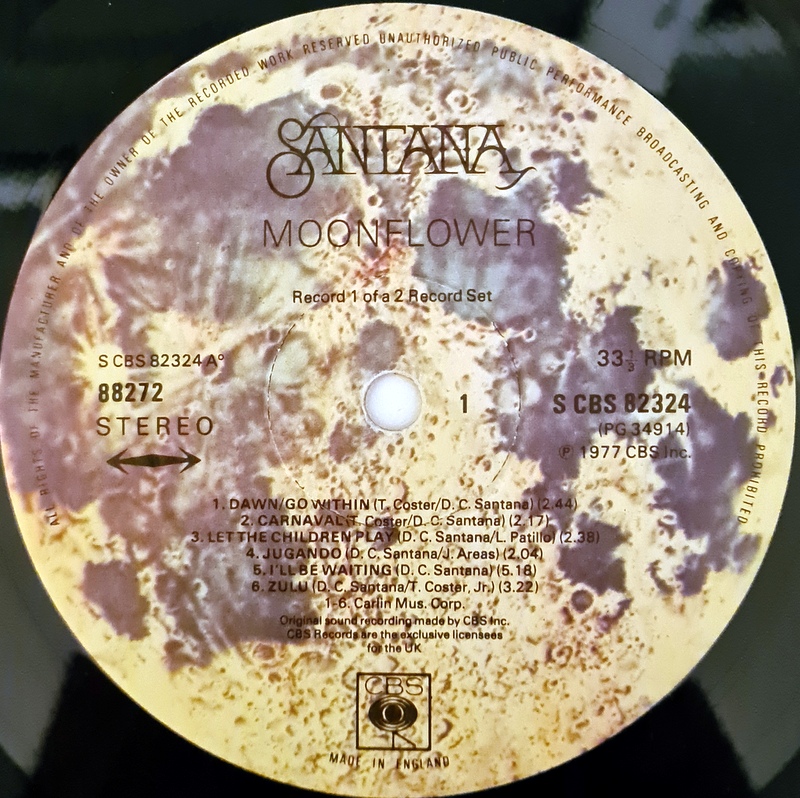 ALL RIGHTS OF THE MANUFACTURER AND OF THE OWNER OF THE RECORDED WORK RESERVED UNAUTHORIZED PUBLIC PERFORMANCE BROADCASTING AND COPYING OF THIS RECORD PROHIBITED
SANTANA
MOONFLOWER
Record 1 of a 2 Record Set
S CBS 82324 A°
88272
STEREO
1
33⅓ RPM
S CBS 82324
(PG 34914)
℗ 1977 CBS Inc.
1. DAWN/GO WITHIN (T. Coster/D. C. Santana) (2.44)
2. CARNAVAL (T. Coster/D. C. Santana) (2.17)
3. LET THE CHILDREN PLAY (D. C. Santana/L. Patillo) (2.38)
4. JUGANDO (D. C. Santana/J. Areas) (2.04)
5. I'LL BE WAITING (D. C. Santana) (5.18)
6. ZULU (D. C. Santana/T. Coster, Jr.) (3.22)
1-6. Carlin Mus. Corp.
Original sound recording made by CBS Inc.
CBS Records are the exclusive licensees
for the UK
CBS
MADE IN ENGLAND